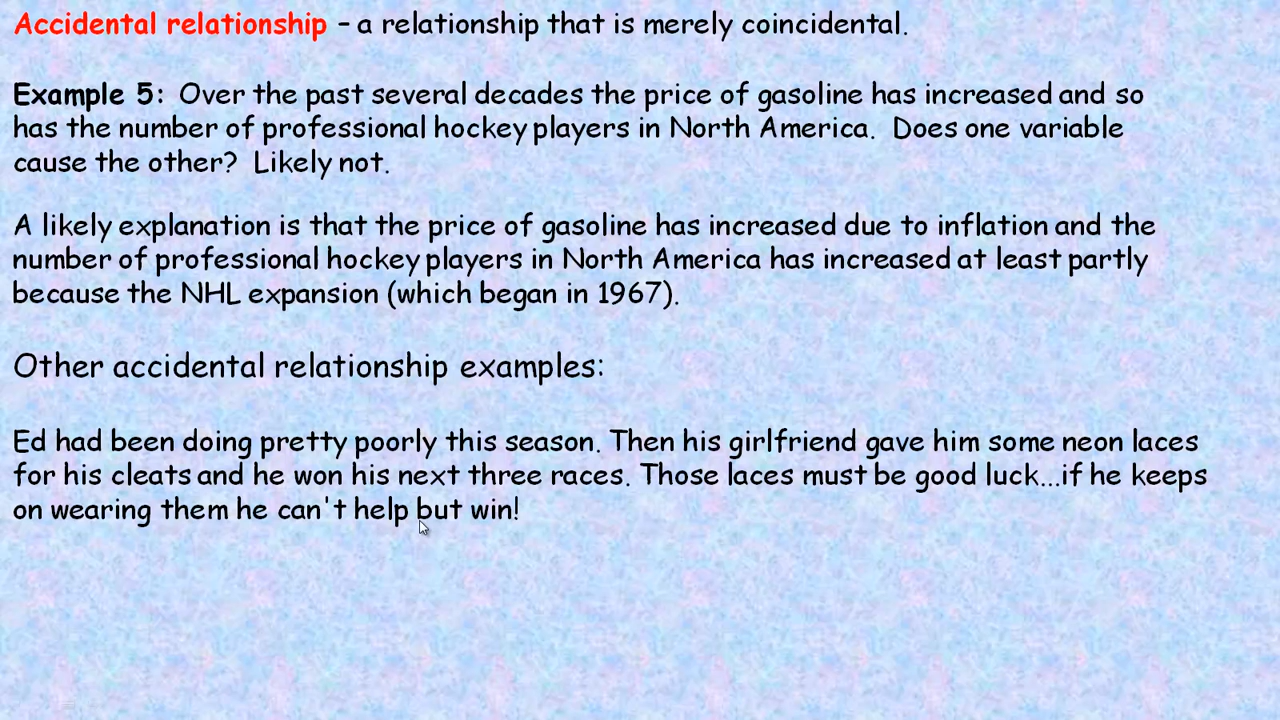 Accidental relationship – a relationship that is merely coincidental.
Example 5: Over the past several decades the price of gasoline has increased and so
has the number of professional hockey players in North America. Does one variable
cause the other? Likely not.
A likely explanation is that the price of gasoline has increased due to inflation and the
number of professional hockey players in North America has increased at least partly
because the NHL expansion (which began in 1967).
Other accidental relationship examples:
Ed had been doing pretty poorly this season. Then his girlfriend gave him some neon laces
for his cleats and he won his next three races. Those laces must be good luck...if he keeps
on wearing them he can't help but win!